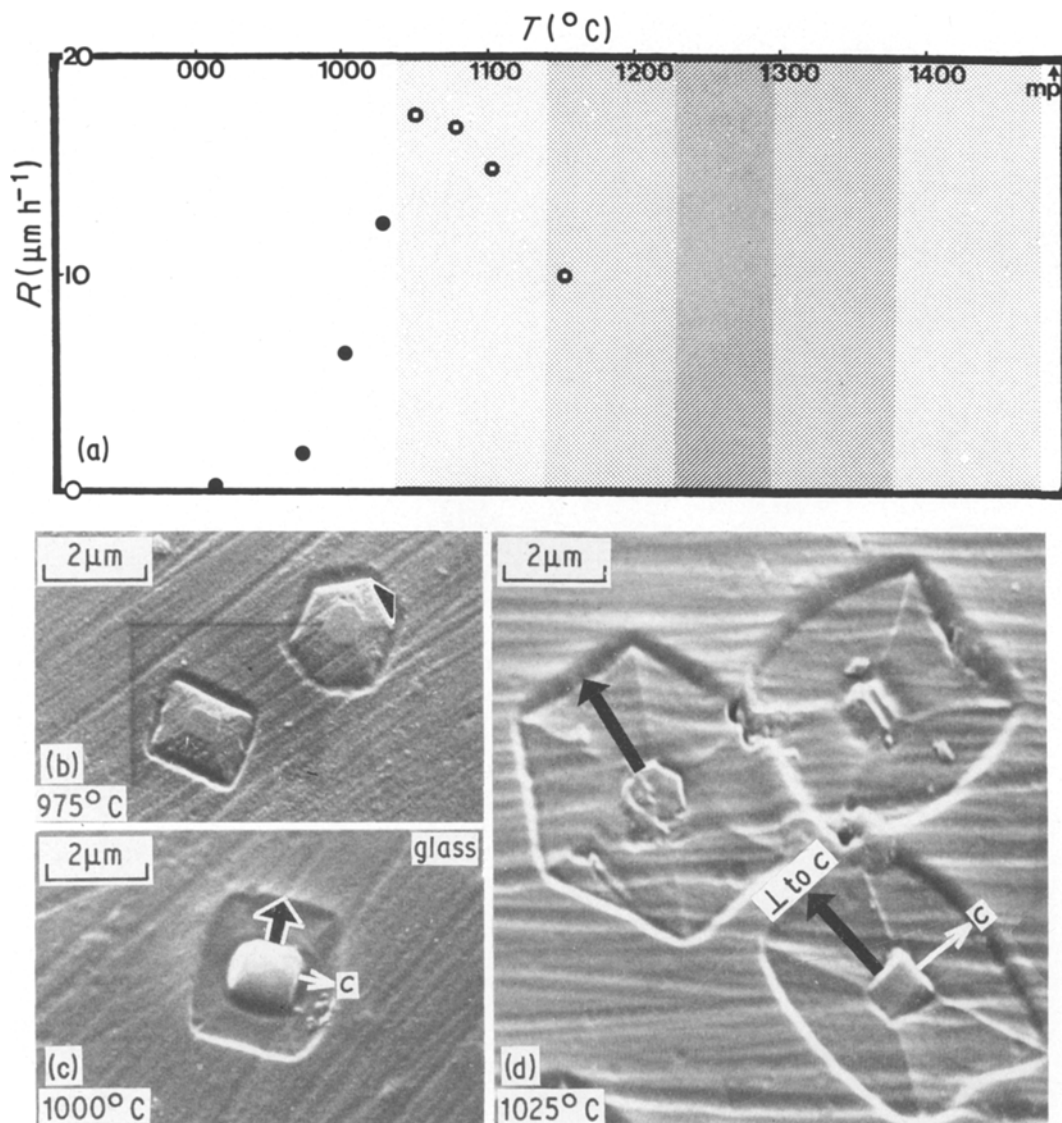 T (°C)
20
000 1000 1100 1200 1300 1400 mp
R (μm h⁻¹)
10
(a)
0
2μm
(b)
975°C
2μm
glass
c
(c)
1000°C
2μm
⊥ to c
c
(d)
1025°C